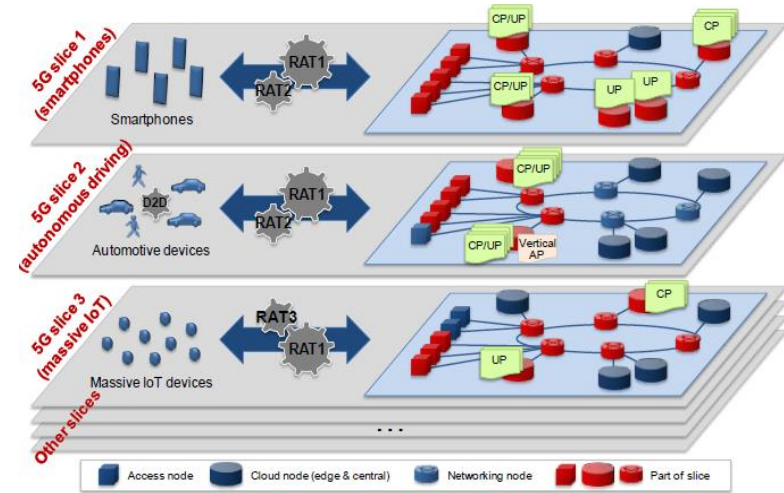 5G slice 1
(smartphones)
Smartphones
RAT1
RAT2
CP/UP
CP
CP/UP
UP
UP
5G slice 2
(autonomous driving)
D2D
Automotive devices
RAT1
RAT2
CP/UP
CP/UP
Vertical
AP
5G slice 3
(massive IoT)
Massive IoT devices
RAT3
RAT1
CP
UP
Other slices
...
Access node
Cloud node (edge & central)
Networking node
Part of slice